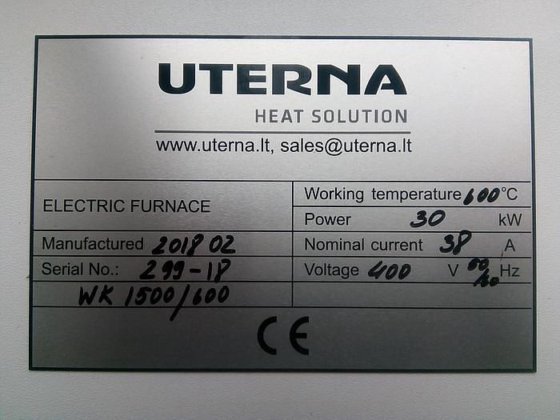 UTERNA
HEAT SOLUTION
www.uterna.lt, sales@uterna.lt
ELECTRIC FURNACE
Manufactured 2018 02
Serial No.: 299-18
WK 1500/600
Working temperature 600°C
Power 30 kW
Nominal current 38 A
Voltage 400 V Hz
CE